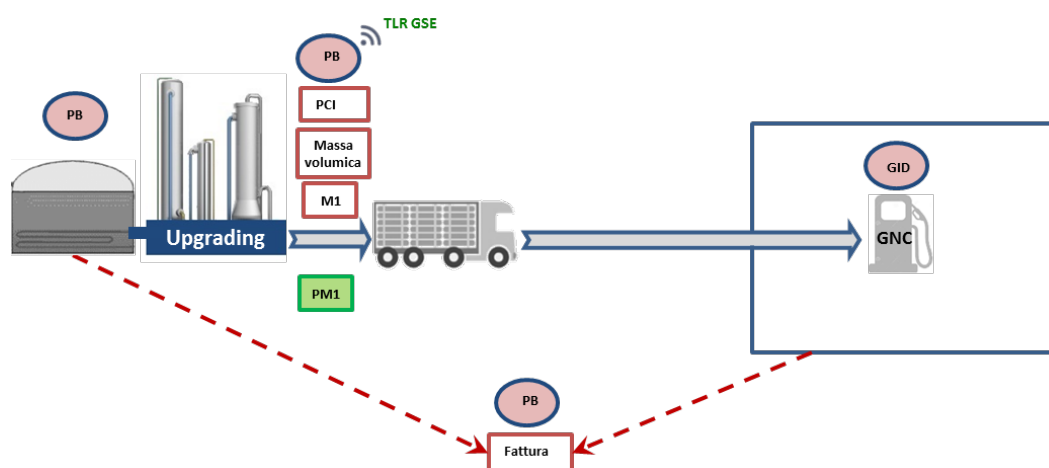 TLR GSE
PB
PB
PCI
Massa
volumica
M1
Upgrading
PM1
GID
GNC
PB
Fattura